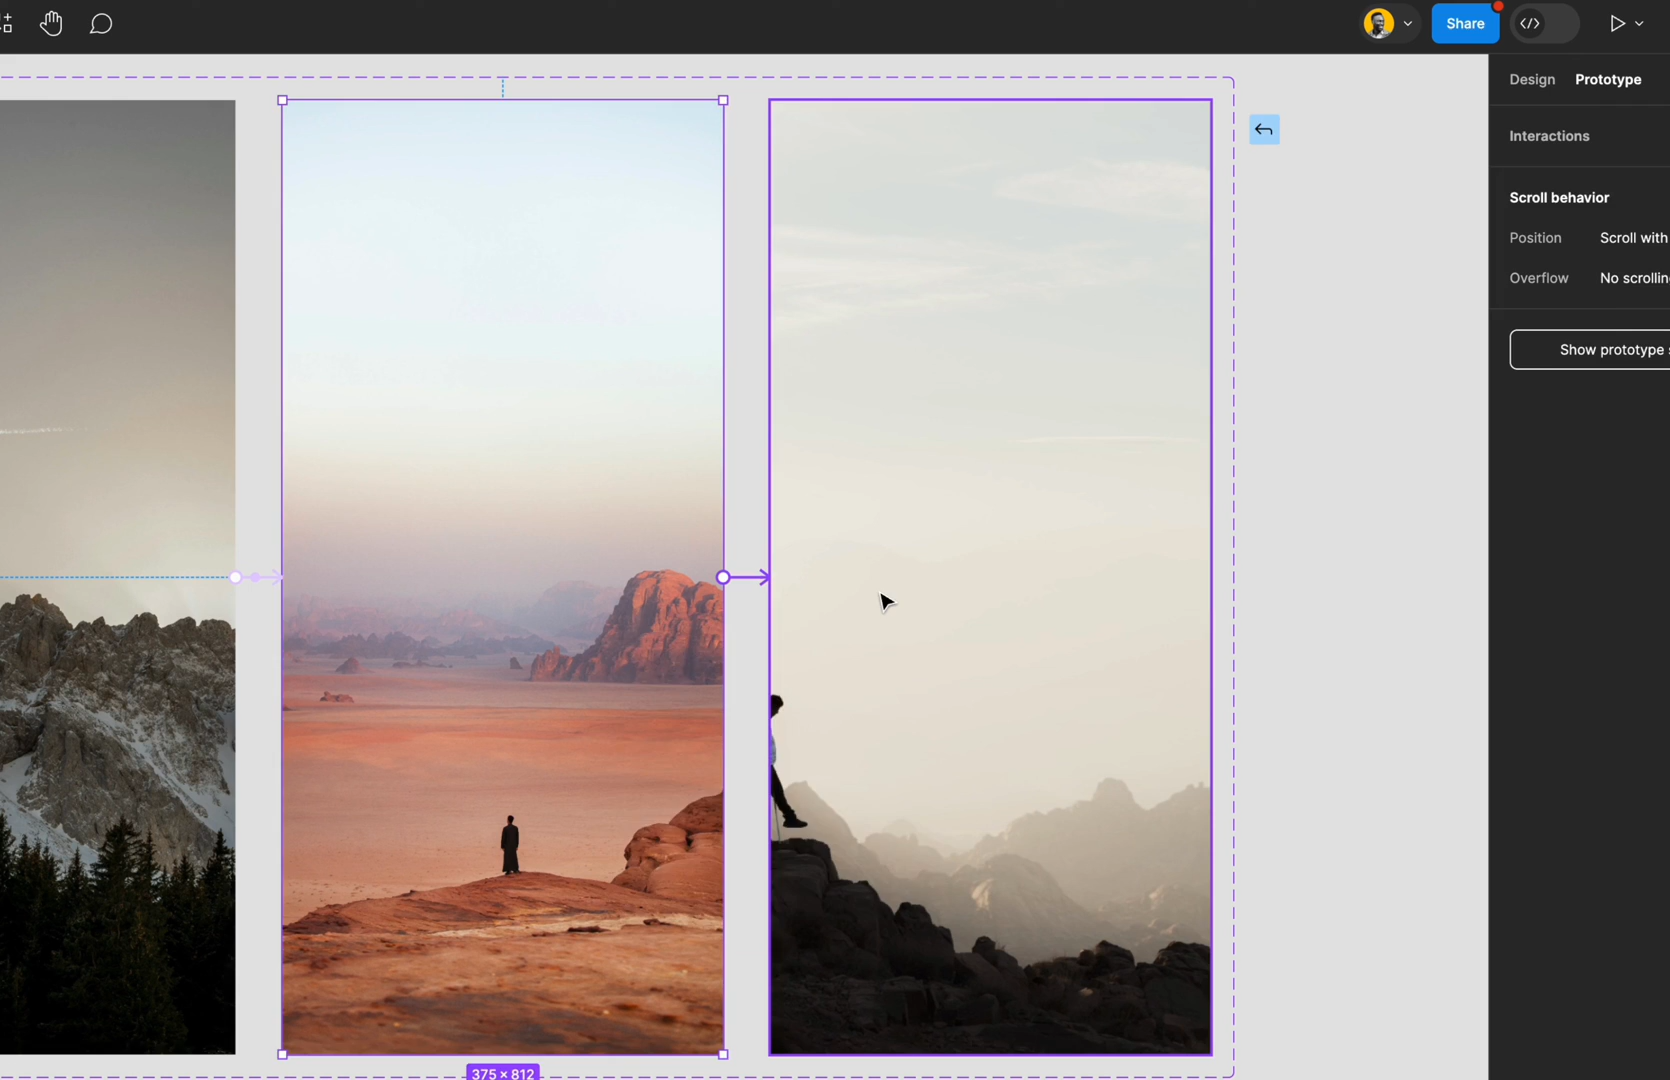 Share
</>
Design Prototype
Interactions
Scroll behavior
Position Scroll with
Overflow No scrollin
Show prototype
375 × 812